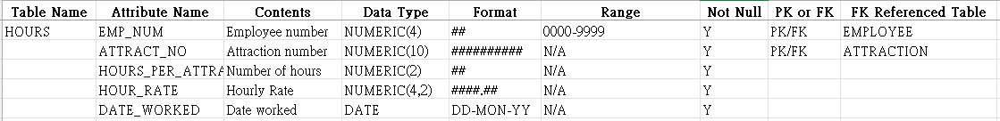 Table Name Attribute Name Contents Data Type Format Range Not Null PK or FK FK Referenced Table
HOURS EMP_NUM Employee number NUMERIC(4) ## 0000-9999 Y PK/FK EMPLOYEE
ATTRACT_NO Attraction number NUMERIC(10) ########## N/A Y PK/FK ATTRACTION
HOURS_PER_ATTRA Number of hours NUMERIC(2) ## N/A Y
HOUR_RATE Hourly Rate NUMERIC(4,2) ####.## N/A Y
DATE_WORKED Date worked DATE DD-MON-YY N/A Y